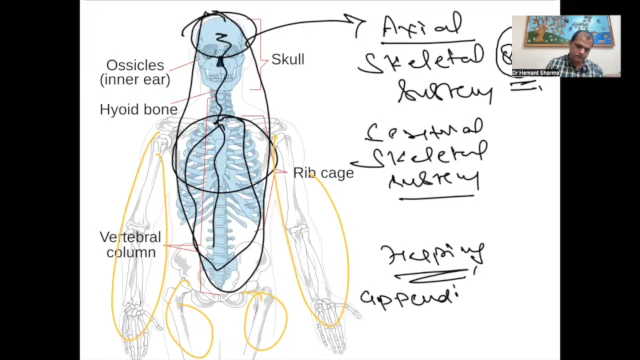 Ossicles
(inner ear)
Hyoid bone
Skull
Rib cage
Vertebral
column
Axial
Skeletal
System
Skeletal
System
Helping
appendi
Dr Hemant Sharma